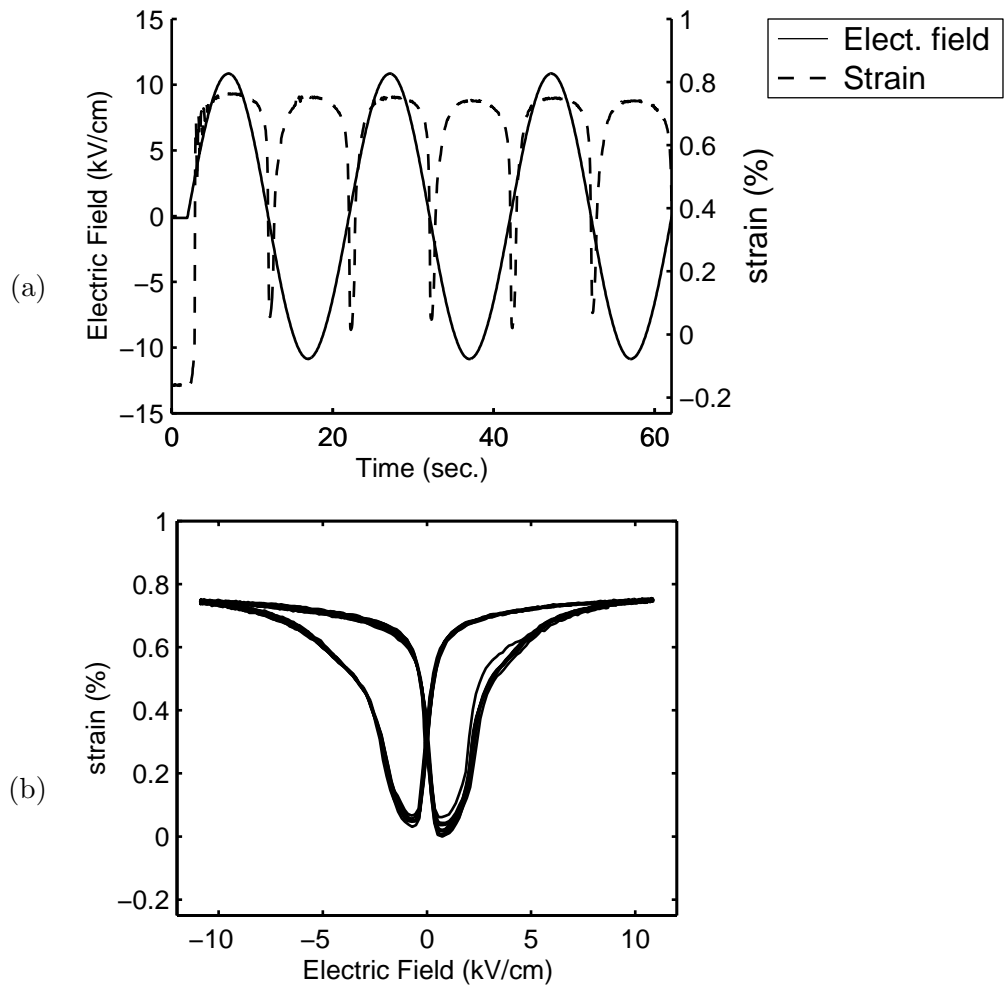 (a)
Electric Field (kV/cm)
15
10
5
0
−5
−10
−15
1
0.8
0.6
0.4
0.2
0
−0.2
strain (%)
0 20 40 60
Time (sec.)
Elect. field
Strain
(b)
strain (%)
1
0.8
0.6
0.4
0.2
0
−0.2
−10 −5 0 5 10
Electric Field (kV/cm)